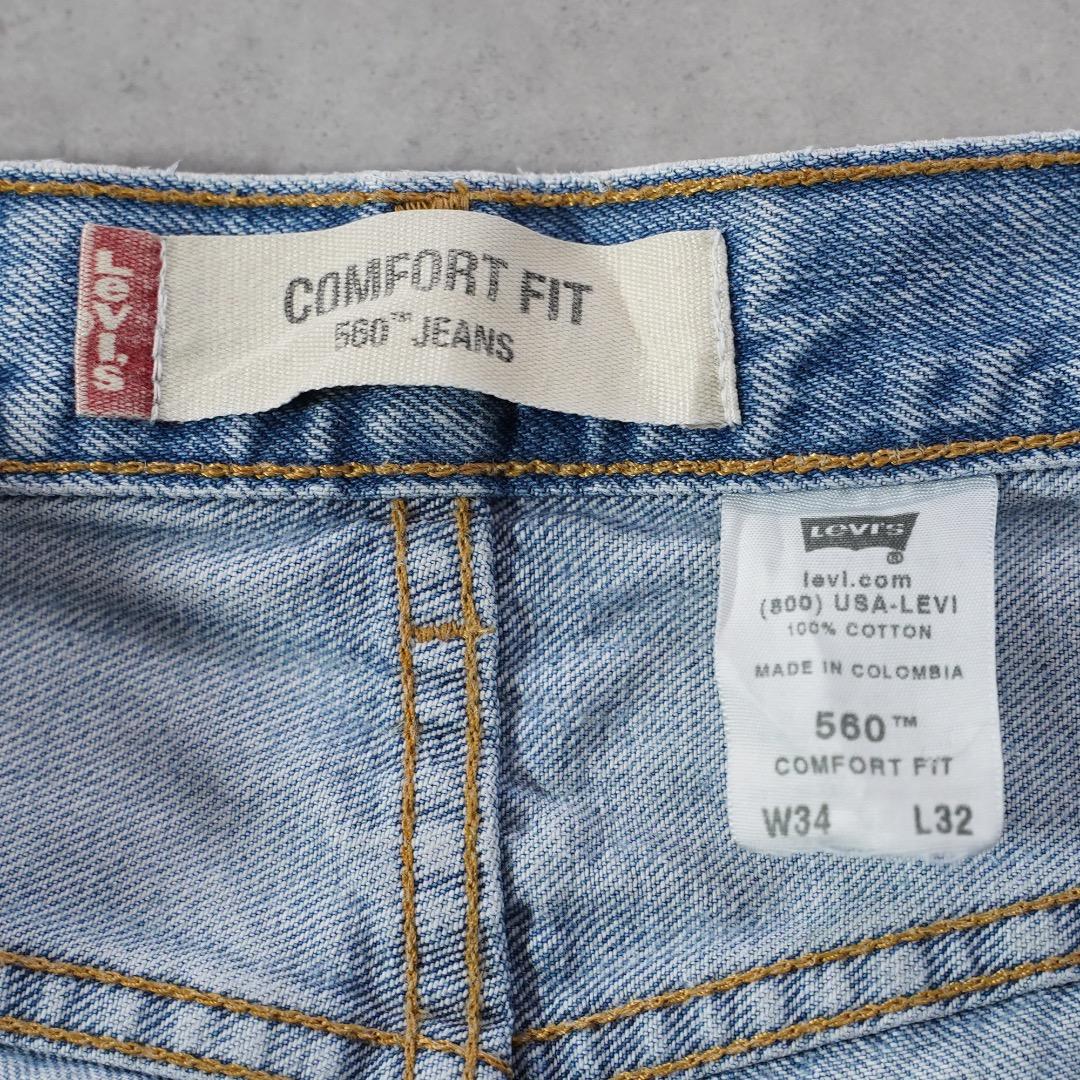 Levi's
COMFORT FIT
560™ JEANS
LEVI'S
®
levi.com
(800) USA-LEVI
100% COTTON
MADE IN COLOMBIA
560™
COMFORT FIT
W34 L32